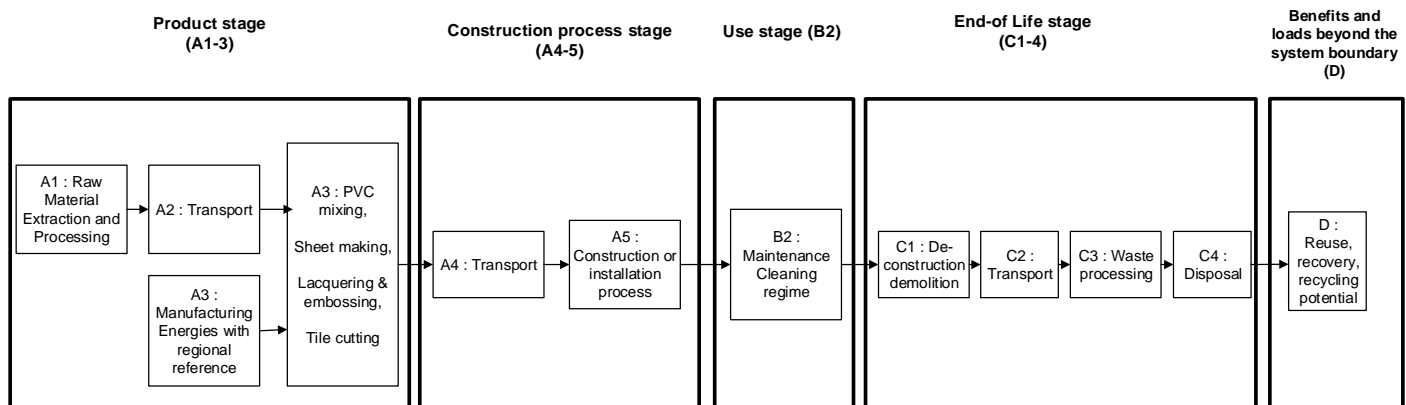 Product stage
(A1-3)
Construction process stage
(A4-5)
Use stage (B2)
End-of Life stage
(C1-4)
Benefits and
loads beyond the
system boundary
(D)
A1 : Raw
Material
Extraction and
Processing
A2 : Transport
A3 :
Manufacturing
Energies with
regional
reference
A3 : PVC
mixing,
Sheet making,
Lacquering &
embossing,
Tile cutting
A4 : Transport
A5 :
Construction or
installation
process
B2 :
Maintenance
Cleaning
regime
C1 : De-
construction
demolition
C2 :
Transport
C3 : Waste
processing
C4 :
Disposal
D :
Reuse,
recovery,
recycling
potential